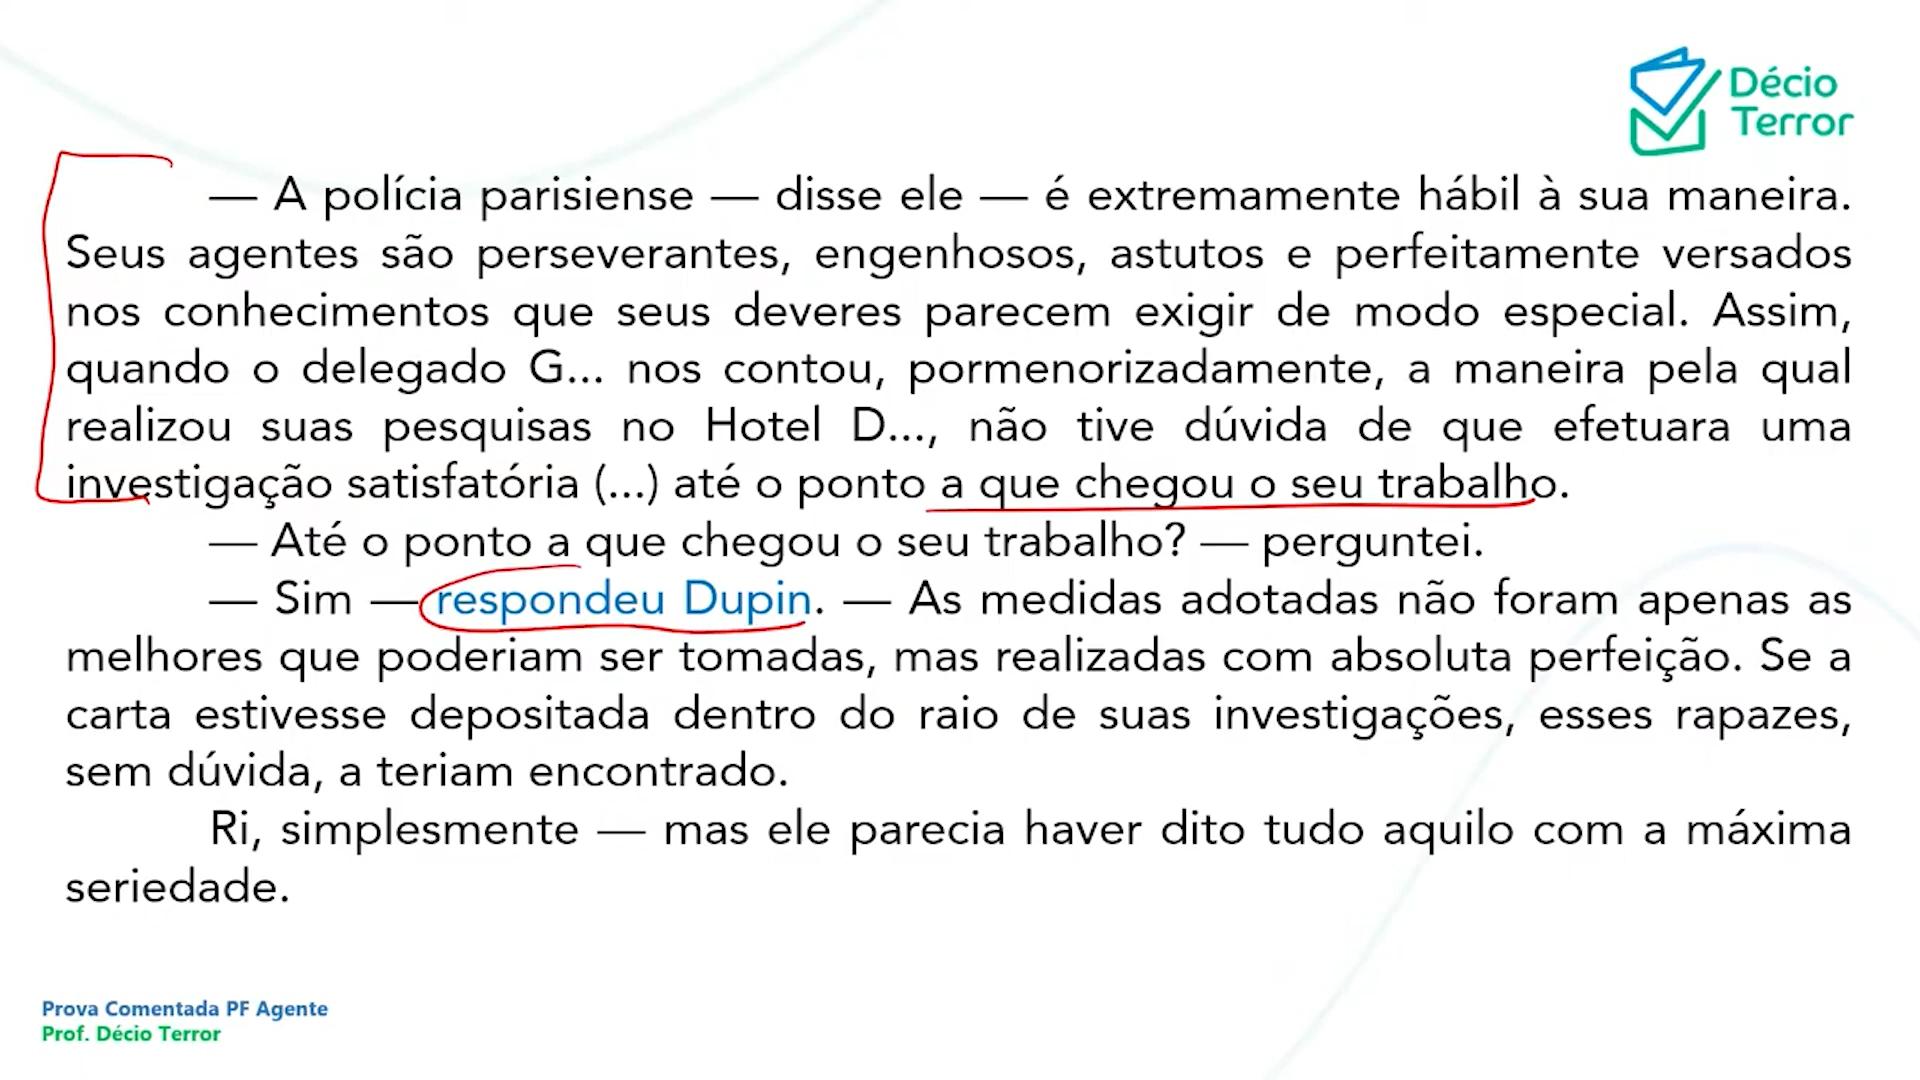 Décio
Terror
— A polícia parisiense — disse ele — é extremamente hábil à sua maneira.
Seus agentes são perseverantes, engenhosos, astutos e perfeitamente versados
nos conhecimentos que seus deveres parecem exigir de modo especial. Assim,
quando o delegado G... nos contou, pormenorizadamente, a maneira pela qual
realizou suas pesquisas no Hotel D..., não tive dúvida de que efetuara uma
investigação satisfatória (...) até o ponto a que chegou o seu trabalho.
— Até o ponto a que chegou o seu trabalho? — perguntei.
— Sim — respondeu Dupin. — As medidas adotadas não foram apenas as
melhores que poderiam ser tomadas, mas realizadas com absoluta perfeição. Se a
carta estivesse depositada dentro do raio de suas investigações, esses rapazes,
sem dúvida, a teriam encontrado.
Ri, simplesmente — mas ele parecia haver dito tudo aquilo com a máxima
seriedade.
Prova Comentada PF Agente
Prof. Décio Terror